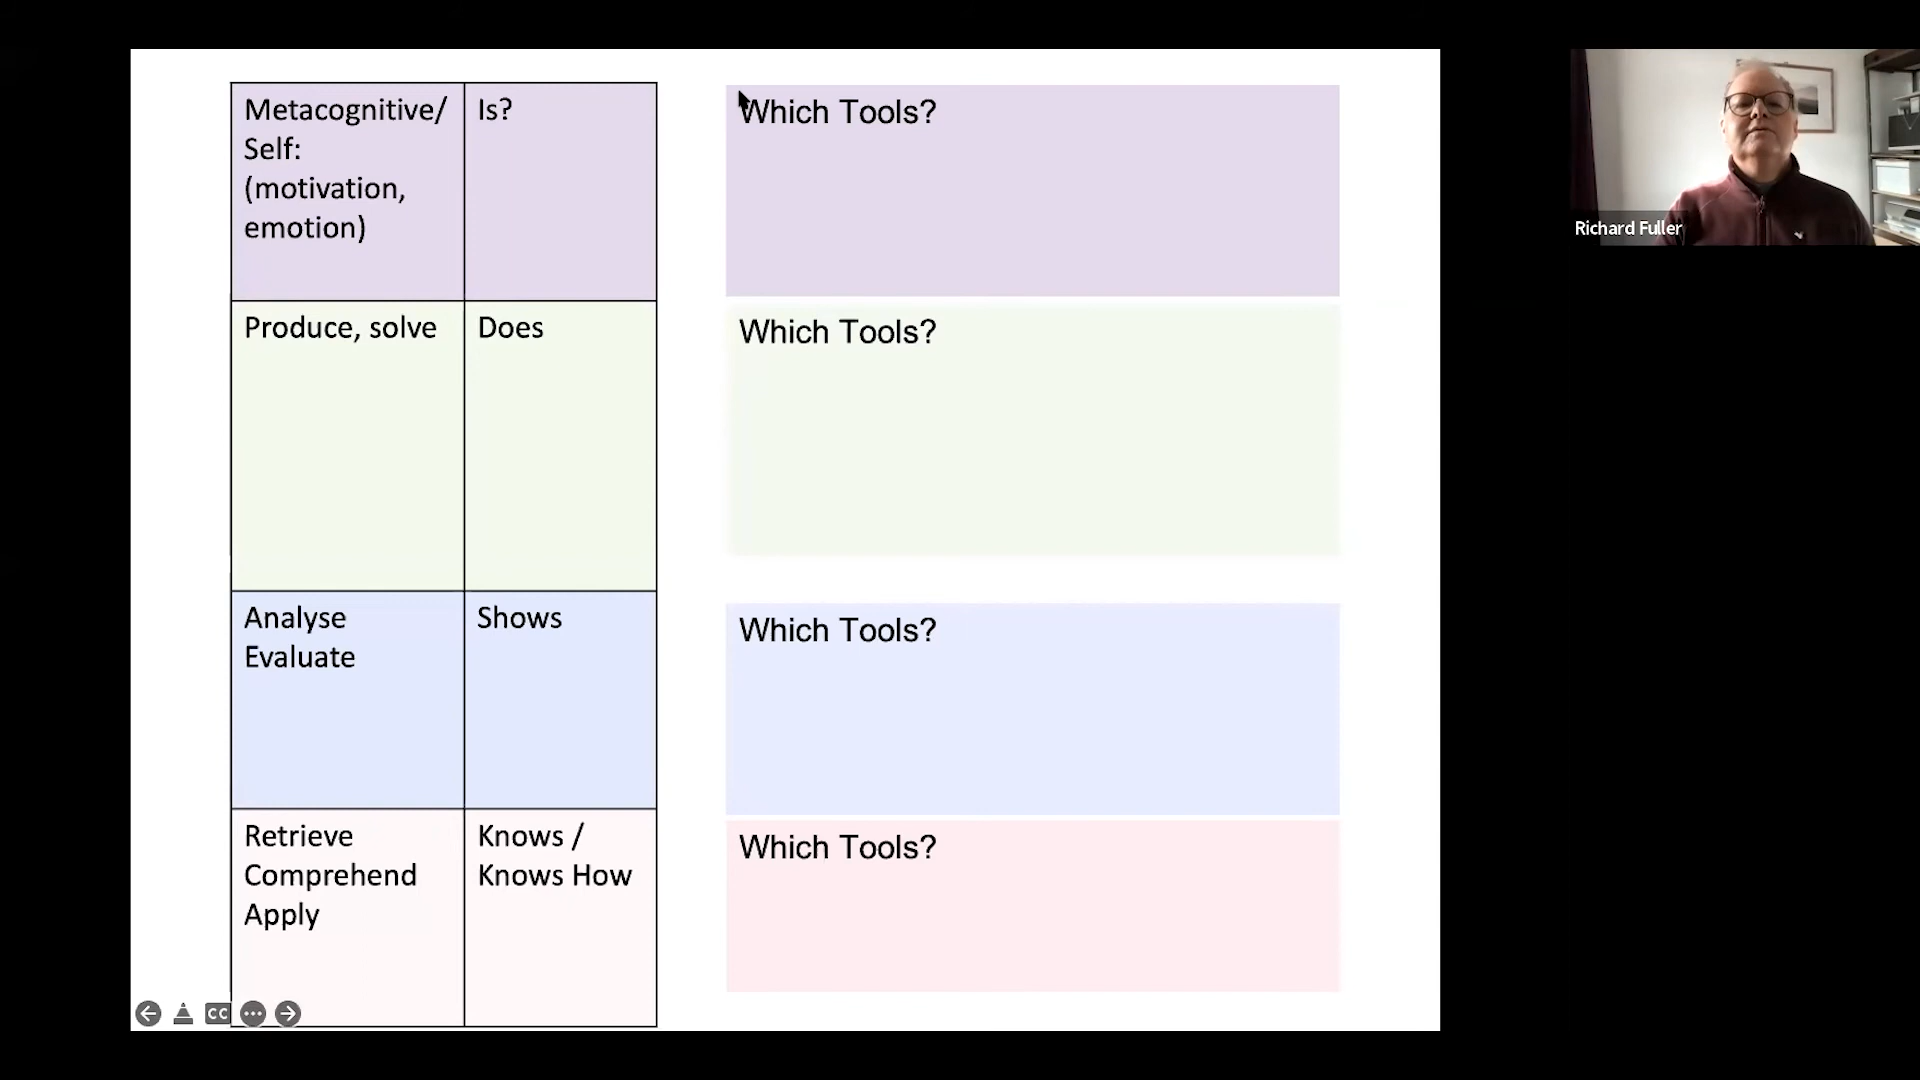 Metacognitive/
Self:
(motivation,
emotion)
Is?
Which Tools?
Produce, solve
Does
Which Tools?
Analyse
Evaluate
Shows
Which Tools?
Retrieve
Comprehend
Apply
Knows /
Knows How
Which Tools?
CC
Richard Fuller